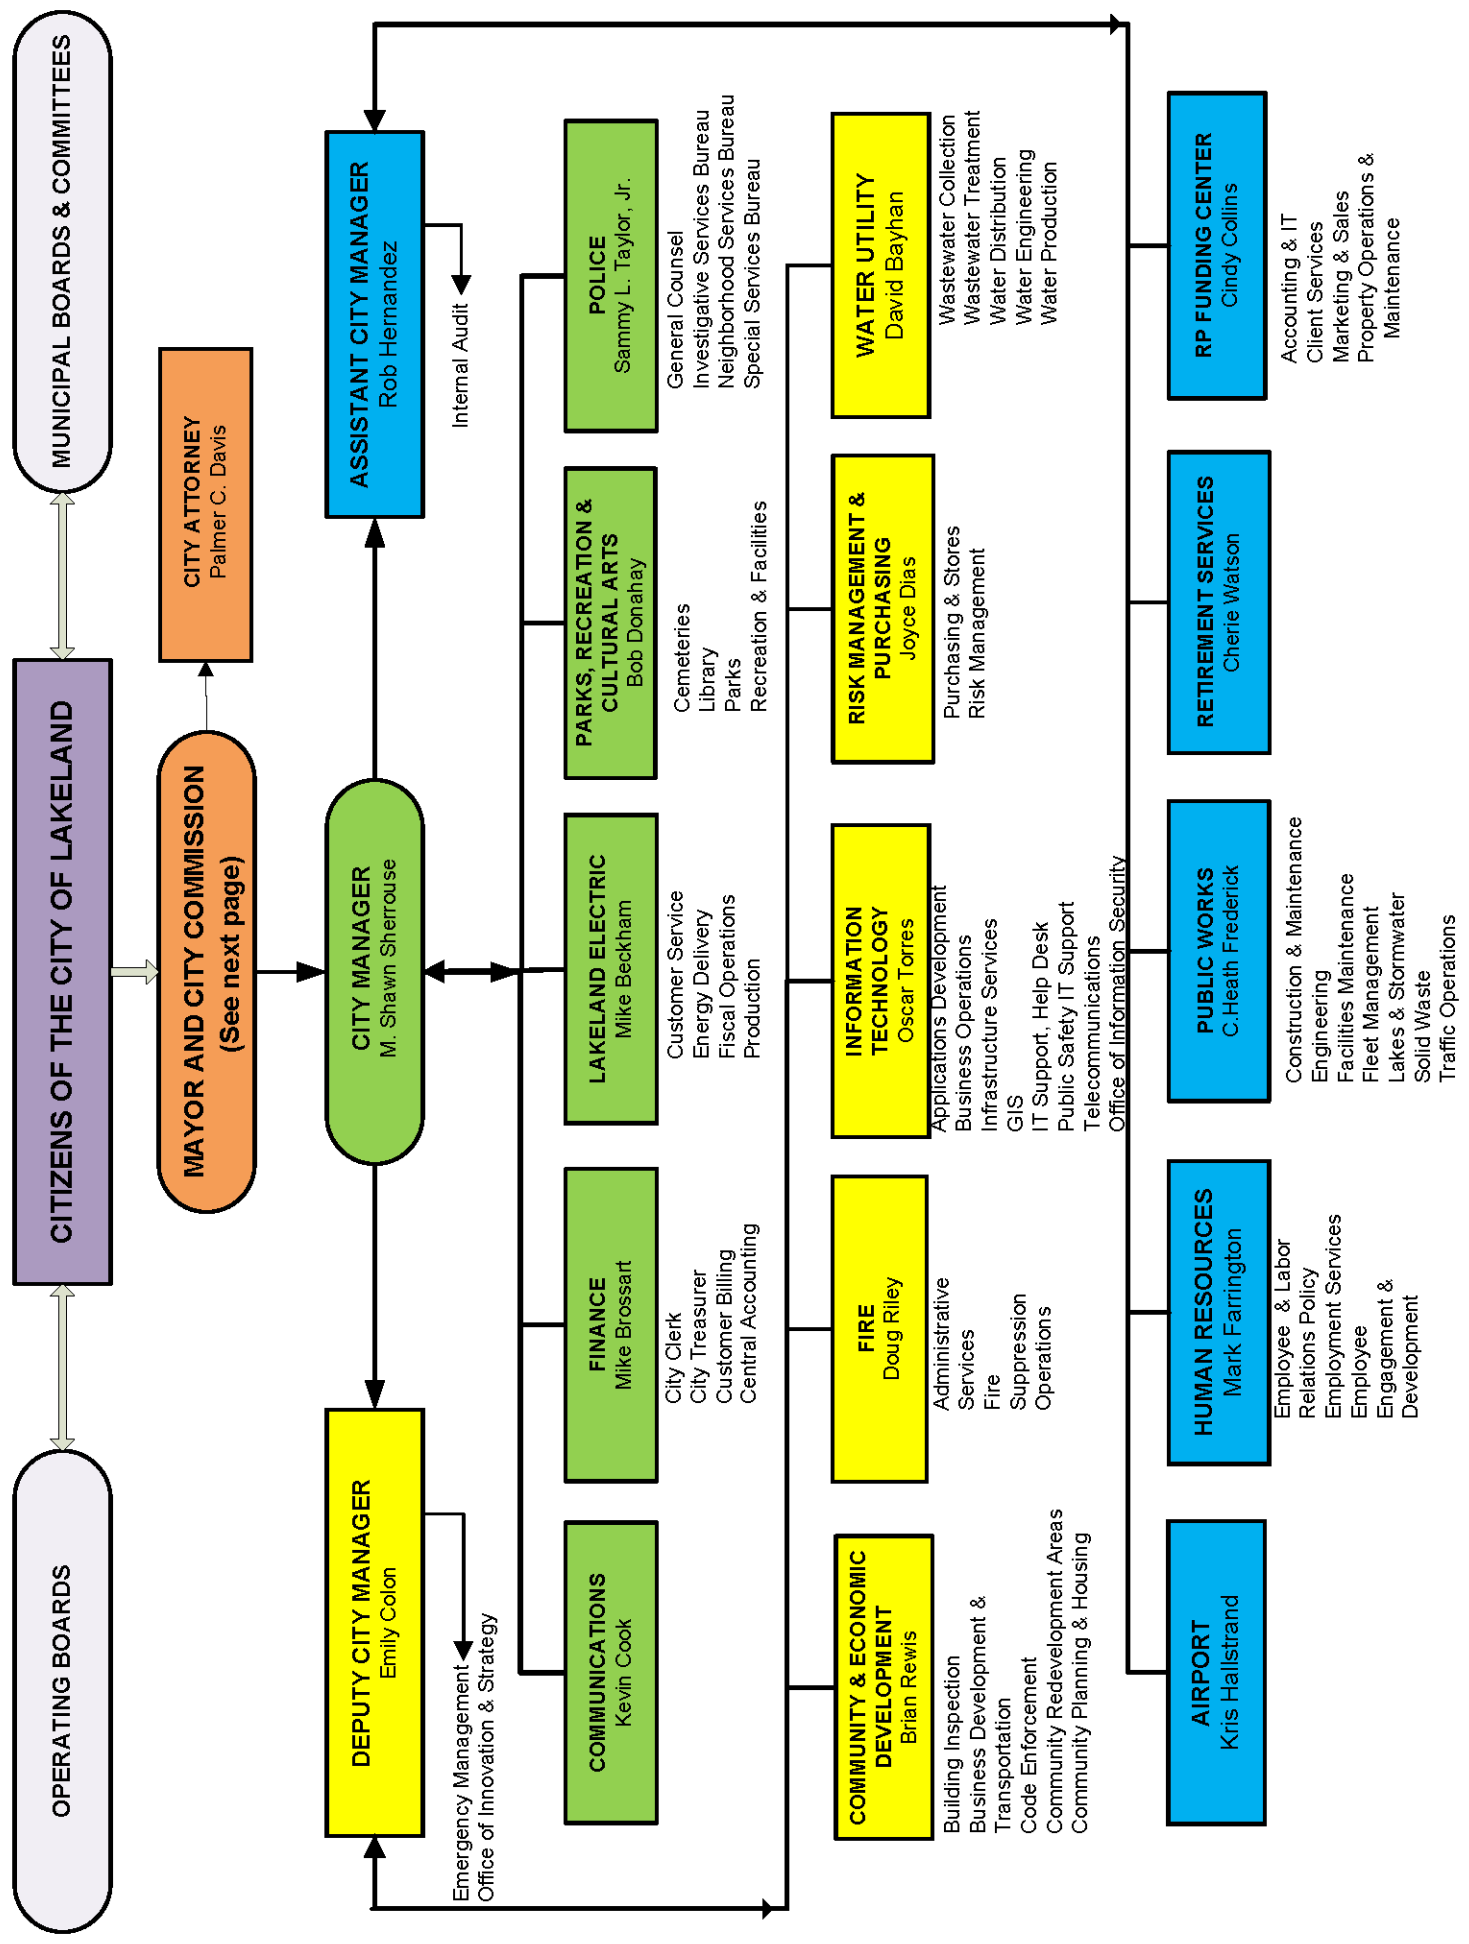 OPERATING BOARDS
CITIZENS OF THE CITY OF LAKELAND
MUNICIPAL BOARDS & COMMITTEES
MAYOR AND CITY COMMISSION
(See next page)
CITY ATTORNEY
Palmer C. Davis
DEPUTY CITY MANAGER
Emily Colon
CITY MANAGER
M. Shawn Sherrouse
ASSISTANT CITY MANAGER
Rob Hernandez
Emergency Management
Office of Innovation & Strategy
Internal Audit
COMMUNICATIONS
Kevin Cook
FINANCE
Mike Brossart
City Clerk
City Treasurer
Customer Billing
Central Accounting
LAKELAND ELECTRIC
Mike Beckham
Customer Service
Energy Delivery
Fiscal Operations
Production
PARKS, RECREATION &
CULTURAL ARTS
Bob Donahay
Cemeteries
Library
Parks
Recreation & Facilities
POLICE
Sammy L. Taylor, Jr.
General Counsel
Investigative Services Bureau
Neighborhood Services Bureau
Special Services Bureau
COMMUNITY & ECONOMIC
DEVELOPMENT
Brian Rewis
Building Inspection
Business Development &
Transportation
Code Enforcement
Community Redevelopment Areas
Community Planning & Housing
FIRE
Doug Riley
Administrative
Services
Fire
Suppression
Operations
INFORMATION
TECHNOLOGY
Oscar Torres
Applications Development
Business Operations
Infrastructure Services
GIS
IT Support, Help Desk
Public Safety IT Support
Telecommunications
Office of Information Security
RISK MANAGEMENT &
PURCHASING
Joyce Dias
Purchasing & Stores
Risk Management
WATER UTILITY
David Bayhan
Wastewater Collection
Wastewater Treatment
Water Distribution
Water Engineering
Water Production
AIRPORT
Kris Hallstrand
HUMAN RESOURCES
Mark Farrington
Employee & Labor
Relations Policy
Employment Services
Employee
Engagement &
Development
PUBLIC WORKS
C.Heath Frederick
Construction & Maintenance
Engineering
Facilities Maintenance
Fleet Management
Lakes & Stormwater
Solid Waste
Traffic Operations
RETIREMENT SERVICES
Cherie Watson
RP FUNDING CENTER
Cindy Collins
Accounting & IT
Client Services
Marketing & Sales
Property Operations &
Maintenance